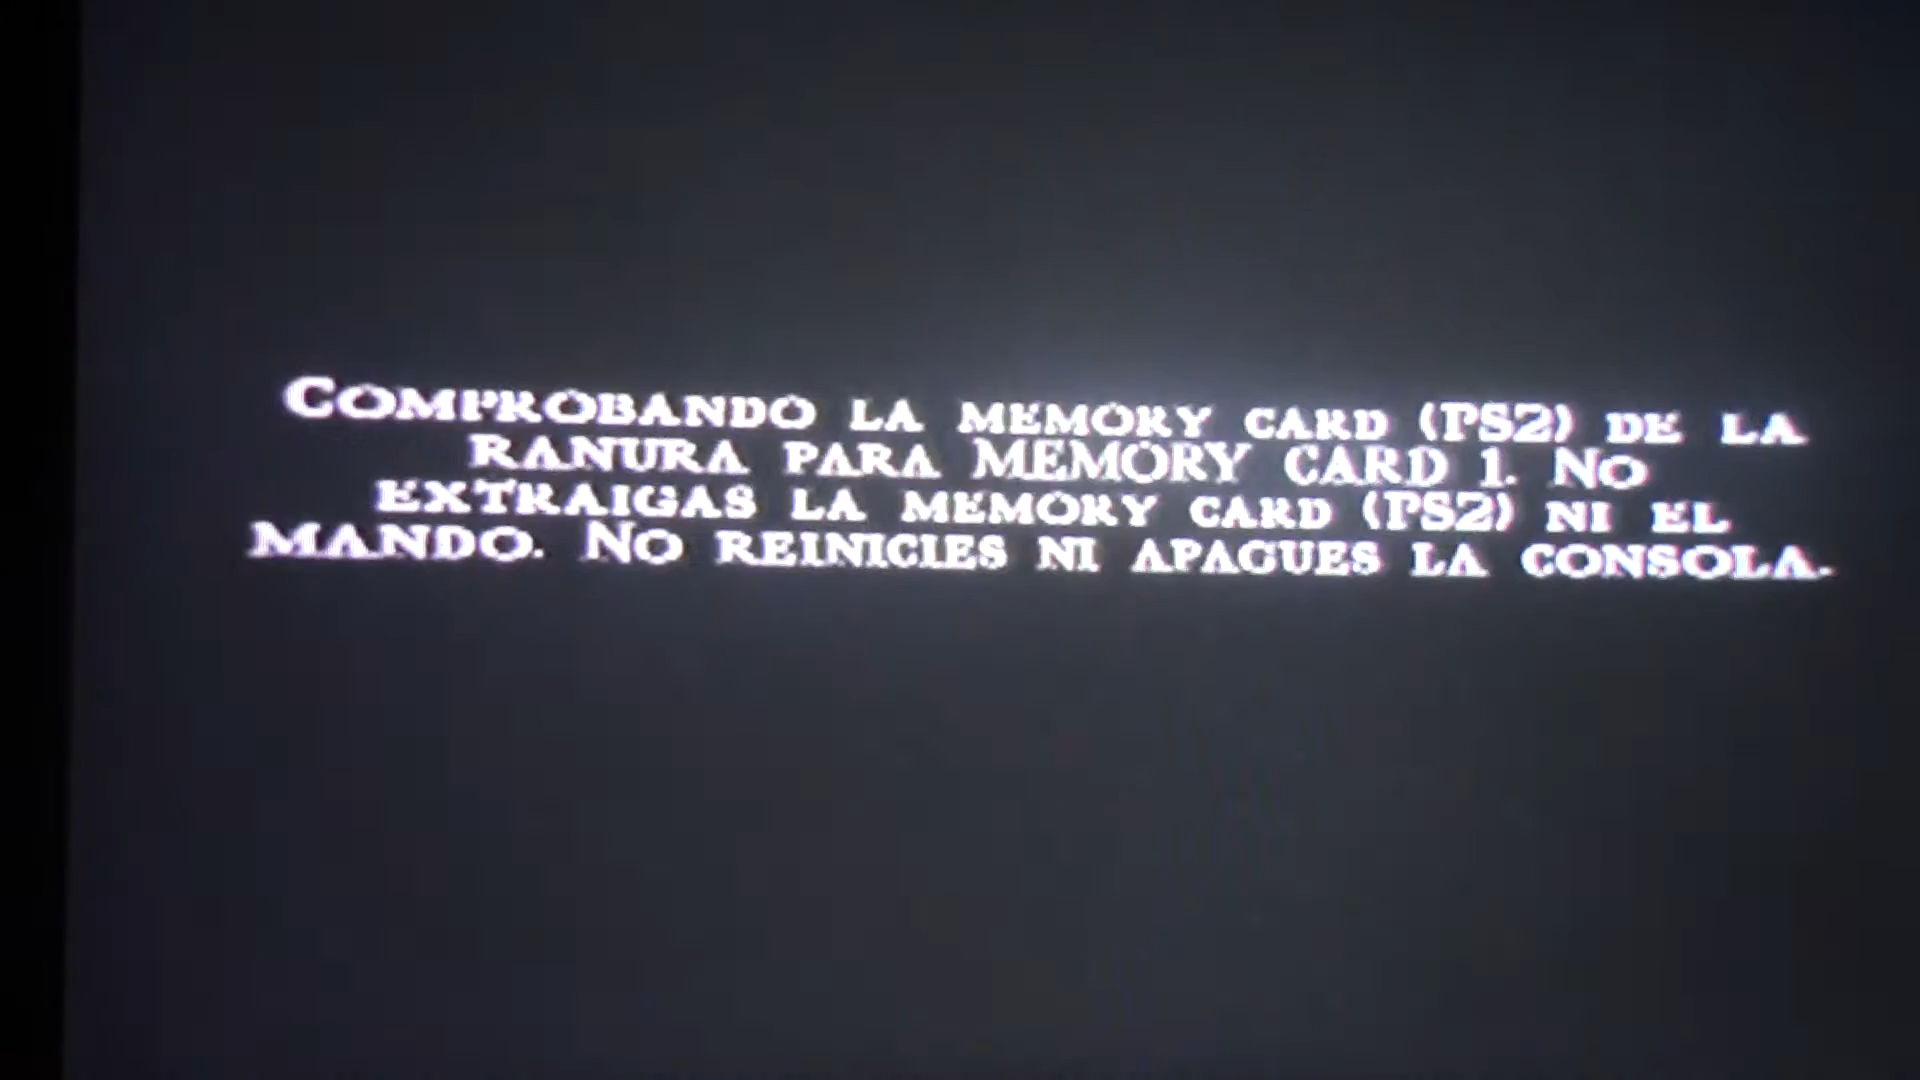 Comprobando la memory card (PS2) de la
ranura para MEMORY CARD 1. No
extraigas la memory card (PS2) ni el
mando. No reinicies ni apagues la consola.